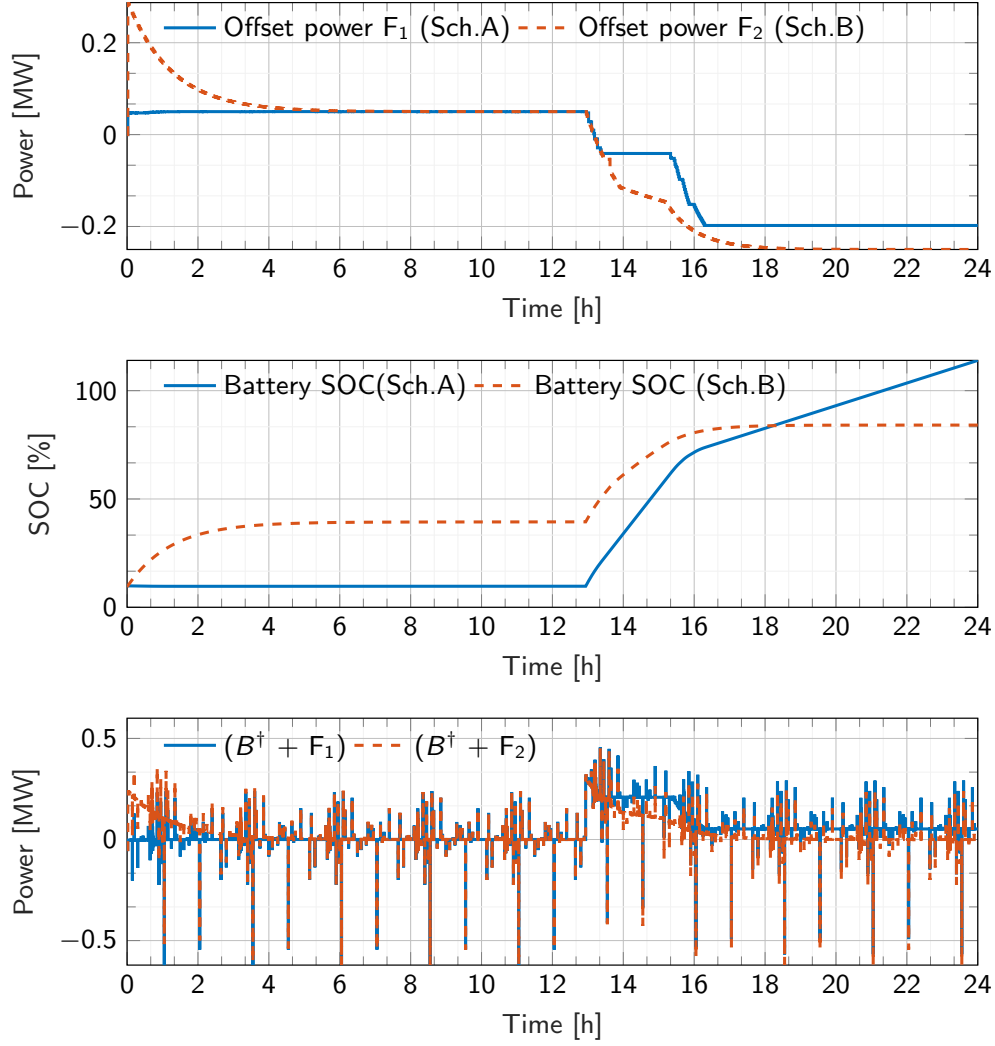 Offset power F₁ (Sch.A) Offset power F₂ (Sch.B)
0.2
0
−0.2
Power [MW]
0 2 4 6 8 10 12 14 16 18 20 22 24
Time [h]
Battery SOC(Sch.A) Battery SOC (Sch.B)
100
50
0
SOC [%]
0 2 4 6 8 10 12 14 16 18 20 22 24
Time [h]
(B† + F₁) (B† + F₂)
0.5
0
−0.5
Power [MW]
0 2 4 6 8 10 12 14 16 18 20 22 24
Time [h]